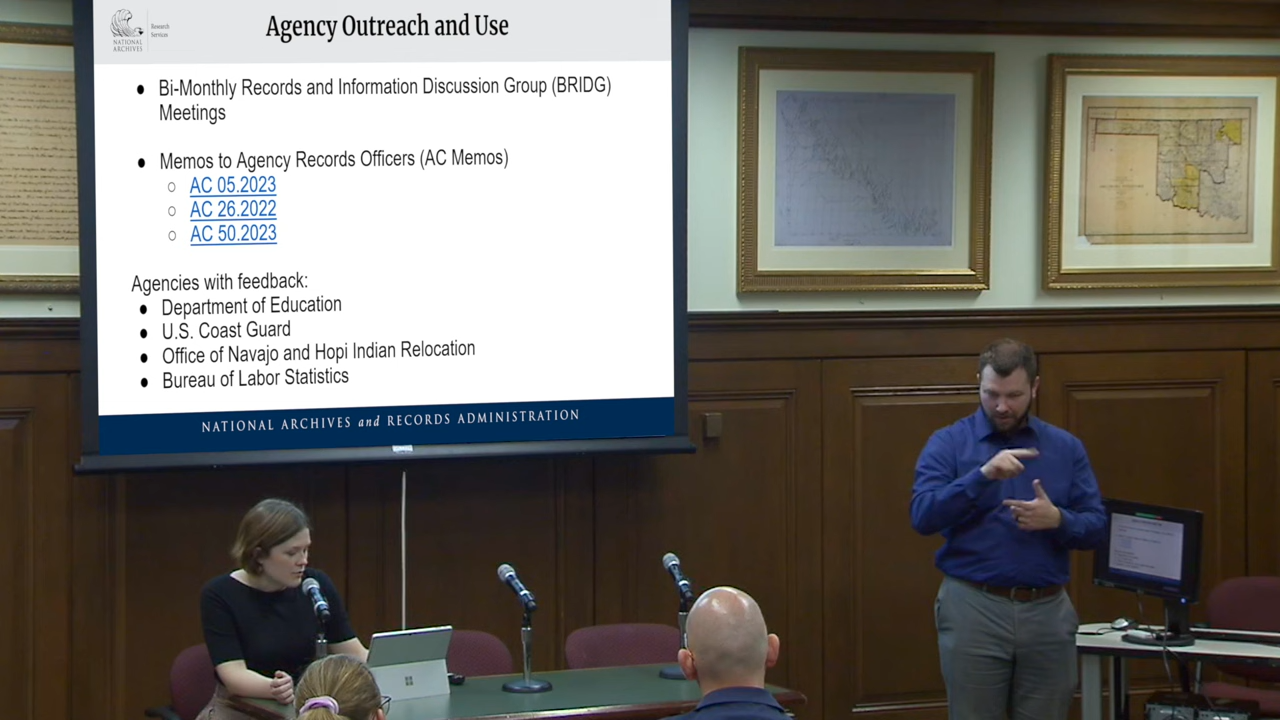 NATIONAL
ARCHIVES
Research
Services
Agency Outreach and Use
● Bi-Monthly Records and Information Discussion Group (BRIDG)
Meetings
● Memos to Agency Records Officers (AC Memos)
○ AC 05.2023
○ AC 26.2022
○ AC 50.2023
Agencies with feedback:
● Department of Education
● U.S. Coast Guard
● Office of Navajo and Hopi Indian Relocation
● Bureau of Labor Statistics
NATIONAL ARCHIVES and RECORDS ADMINISTRATION